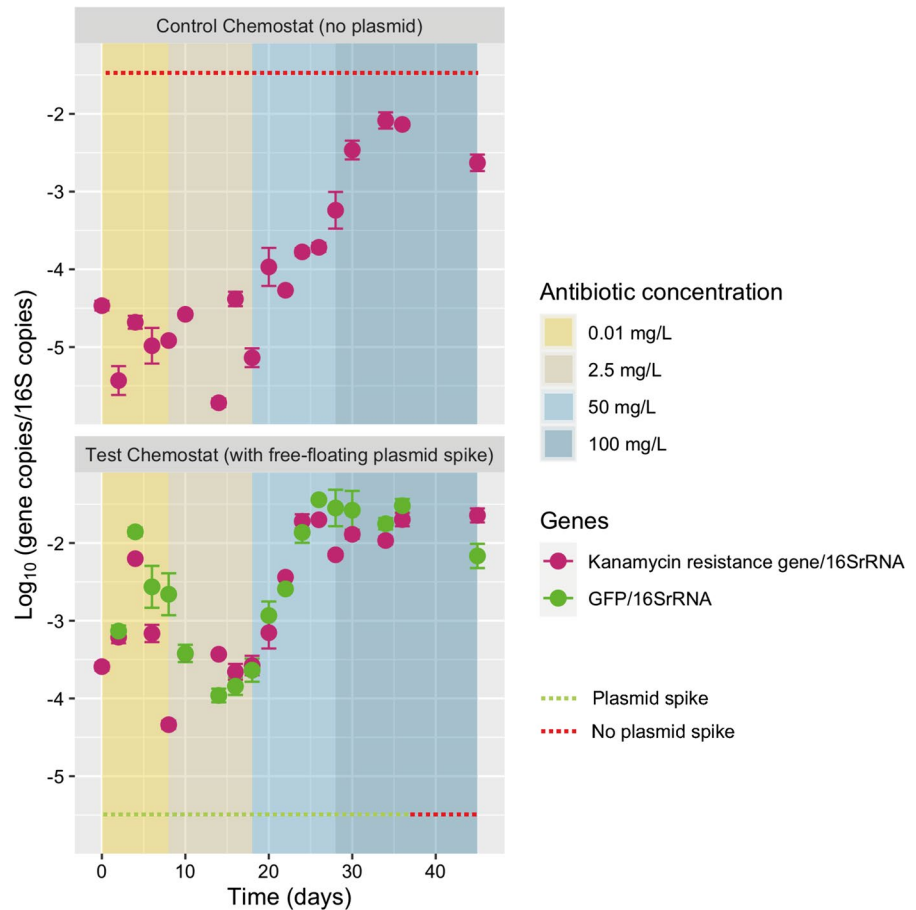 Control Chemostat (no plasmid)
-2
-3
-4
-5
Test Chemostat (with free-floating plasmid spike)
-2
-3
-4
-5
0
10
20
30
40
Time (days)
Log10 (gene copies/16S copies)
Antibiotic concentration
0.01 mg/L
2.5 mg/L
50 mg/L
100 mg/L
Genes
Kanamycin resistance gene/16SrRNA
GFP/16SrRNA
Plasmid spike
No plasmid spike